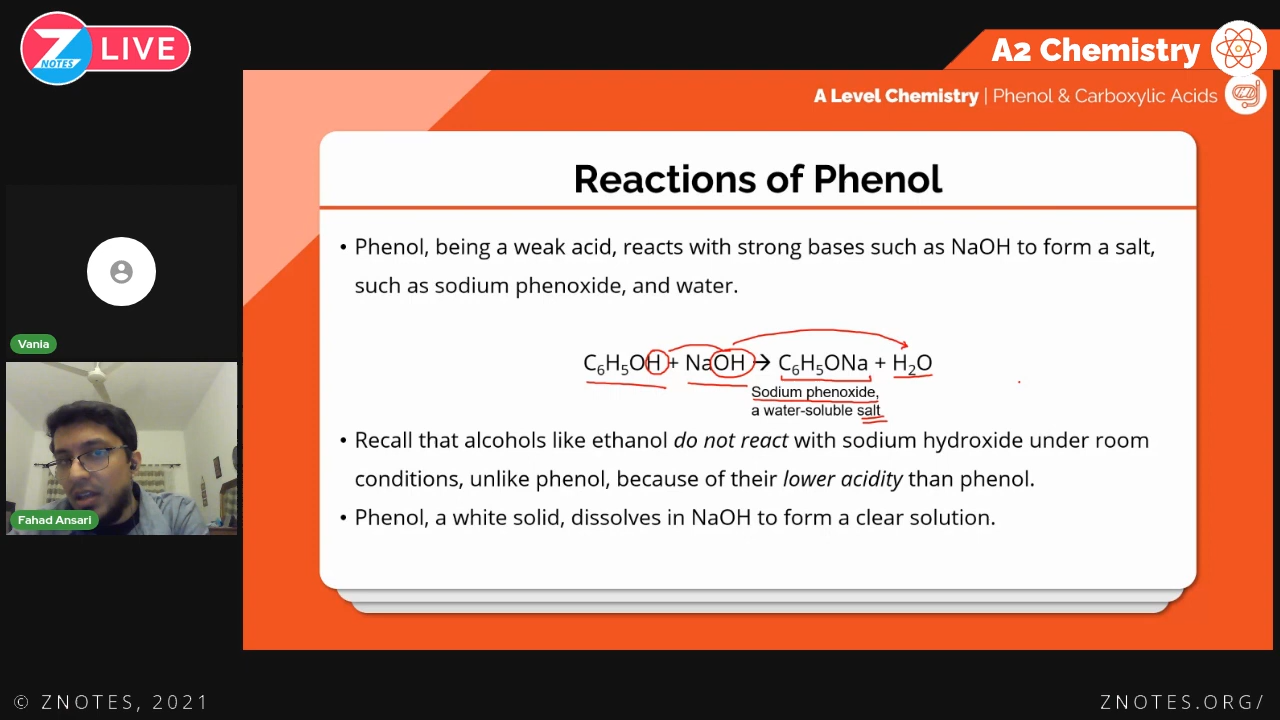 Z NOTES LIVE
A2 Chemistry
A Level Chemistry | Phenol & Carboxylic Acids
Reactions of Phenol
• Phenol, being a weak acid, reacts with strong bases such as NaOH to form a salt,
such as sodium phenoxide, and water.
C₆H₅OH + NaOH → C₆H₅ONa + H₂O
Sodium phenoxide,
a water-soluble salt
• Recall that alcohols like ethanol do not react with sodium hydroxide under room
conditions, unlike phenol, because of their lower acidity than phenol.
• Phenol, a white solid, dissolves in NaOH to form a clear solution.
Vania
Fahad Ansari
© ZNOTES, 2021
ZNOTES.ORG/